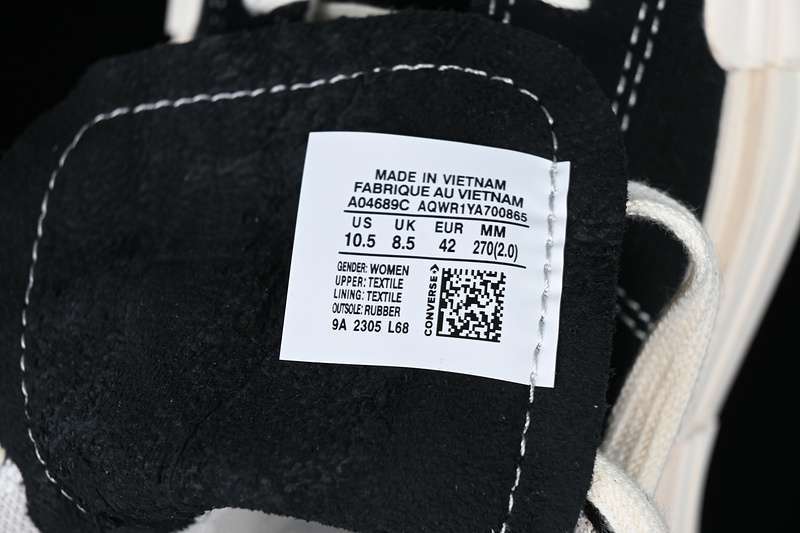 MADE IN VIETNAM
FABRIQUE AU VIETNAM
A04689C AQWR1YA700865
US UK EUR MM
10.5 8.5 42 270(2.0)
GENDER: WOMEN
UPPER: TEXTILE
LINING: TEXTILE
OUTSOLE: RUBBER
9A 2305 L68
CONVERSE